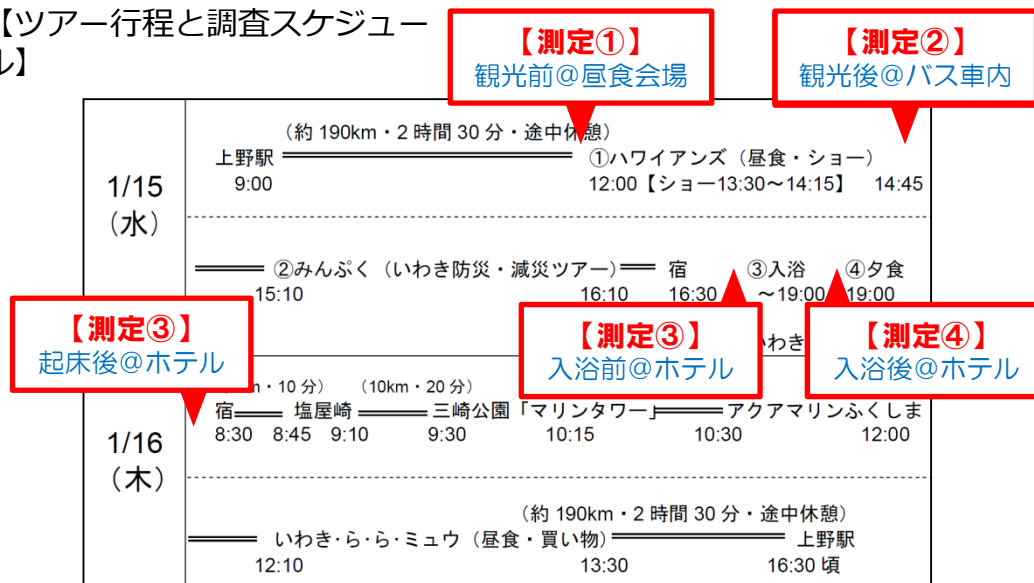 【ツアー行程と調査スケジュー
ル】
【測定①】
観光前@昼食会場
【測定②】
観光後@バス車内
1/15
（水）
（約 190km・2 時間 30 分・途中休憩）
上野駅 ①ハワイアンズ（昼食・ショー）
9:00 12:00【ショー13:30～14:15】 14:45
②みんぷく（いわき防災・減災ツアー） 宿 ③入浴 ④夕食
15:10 16:10 16:30 ～19:00 19:00
【測定③】
起床後@ホテル
【測定③】
入浴前@ホテル
わき
【測定④】
入浴後@ホテル
1/16
（木）
・10 分） （10km・20 分）
宿 塩屋崎 三崎公園「マリンタワー」 アクアマリンふくしま
8:30 8:45 9:10 9:30 10:15 10:30 12:00
（約 190km・2 時間 30 分・途中休憩）
いわき・ら・ら・ミュウ（昼食・買い物） 上野駅
12:10 13:30 16:30 頃